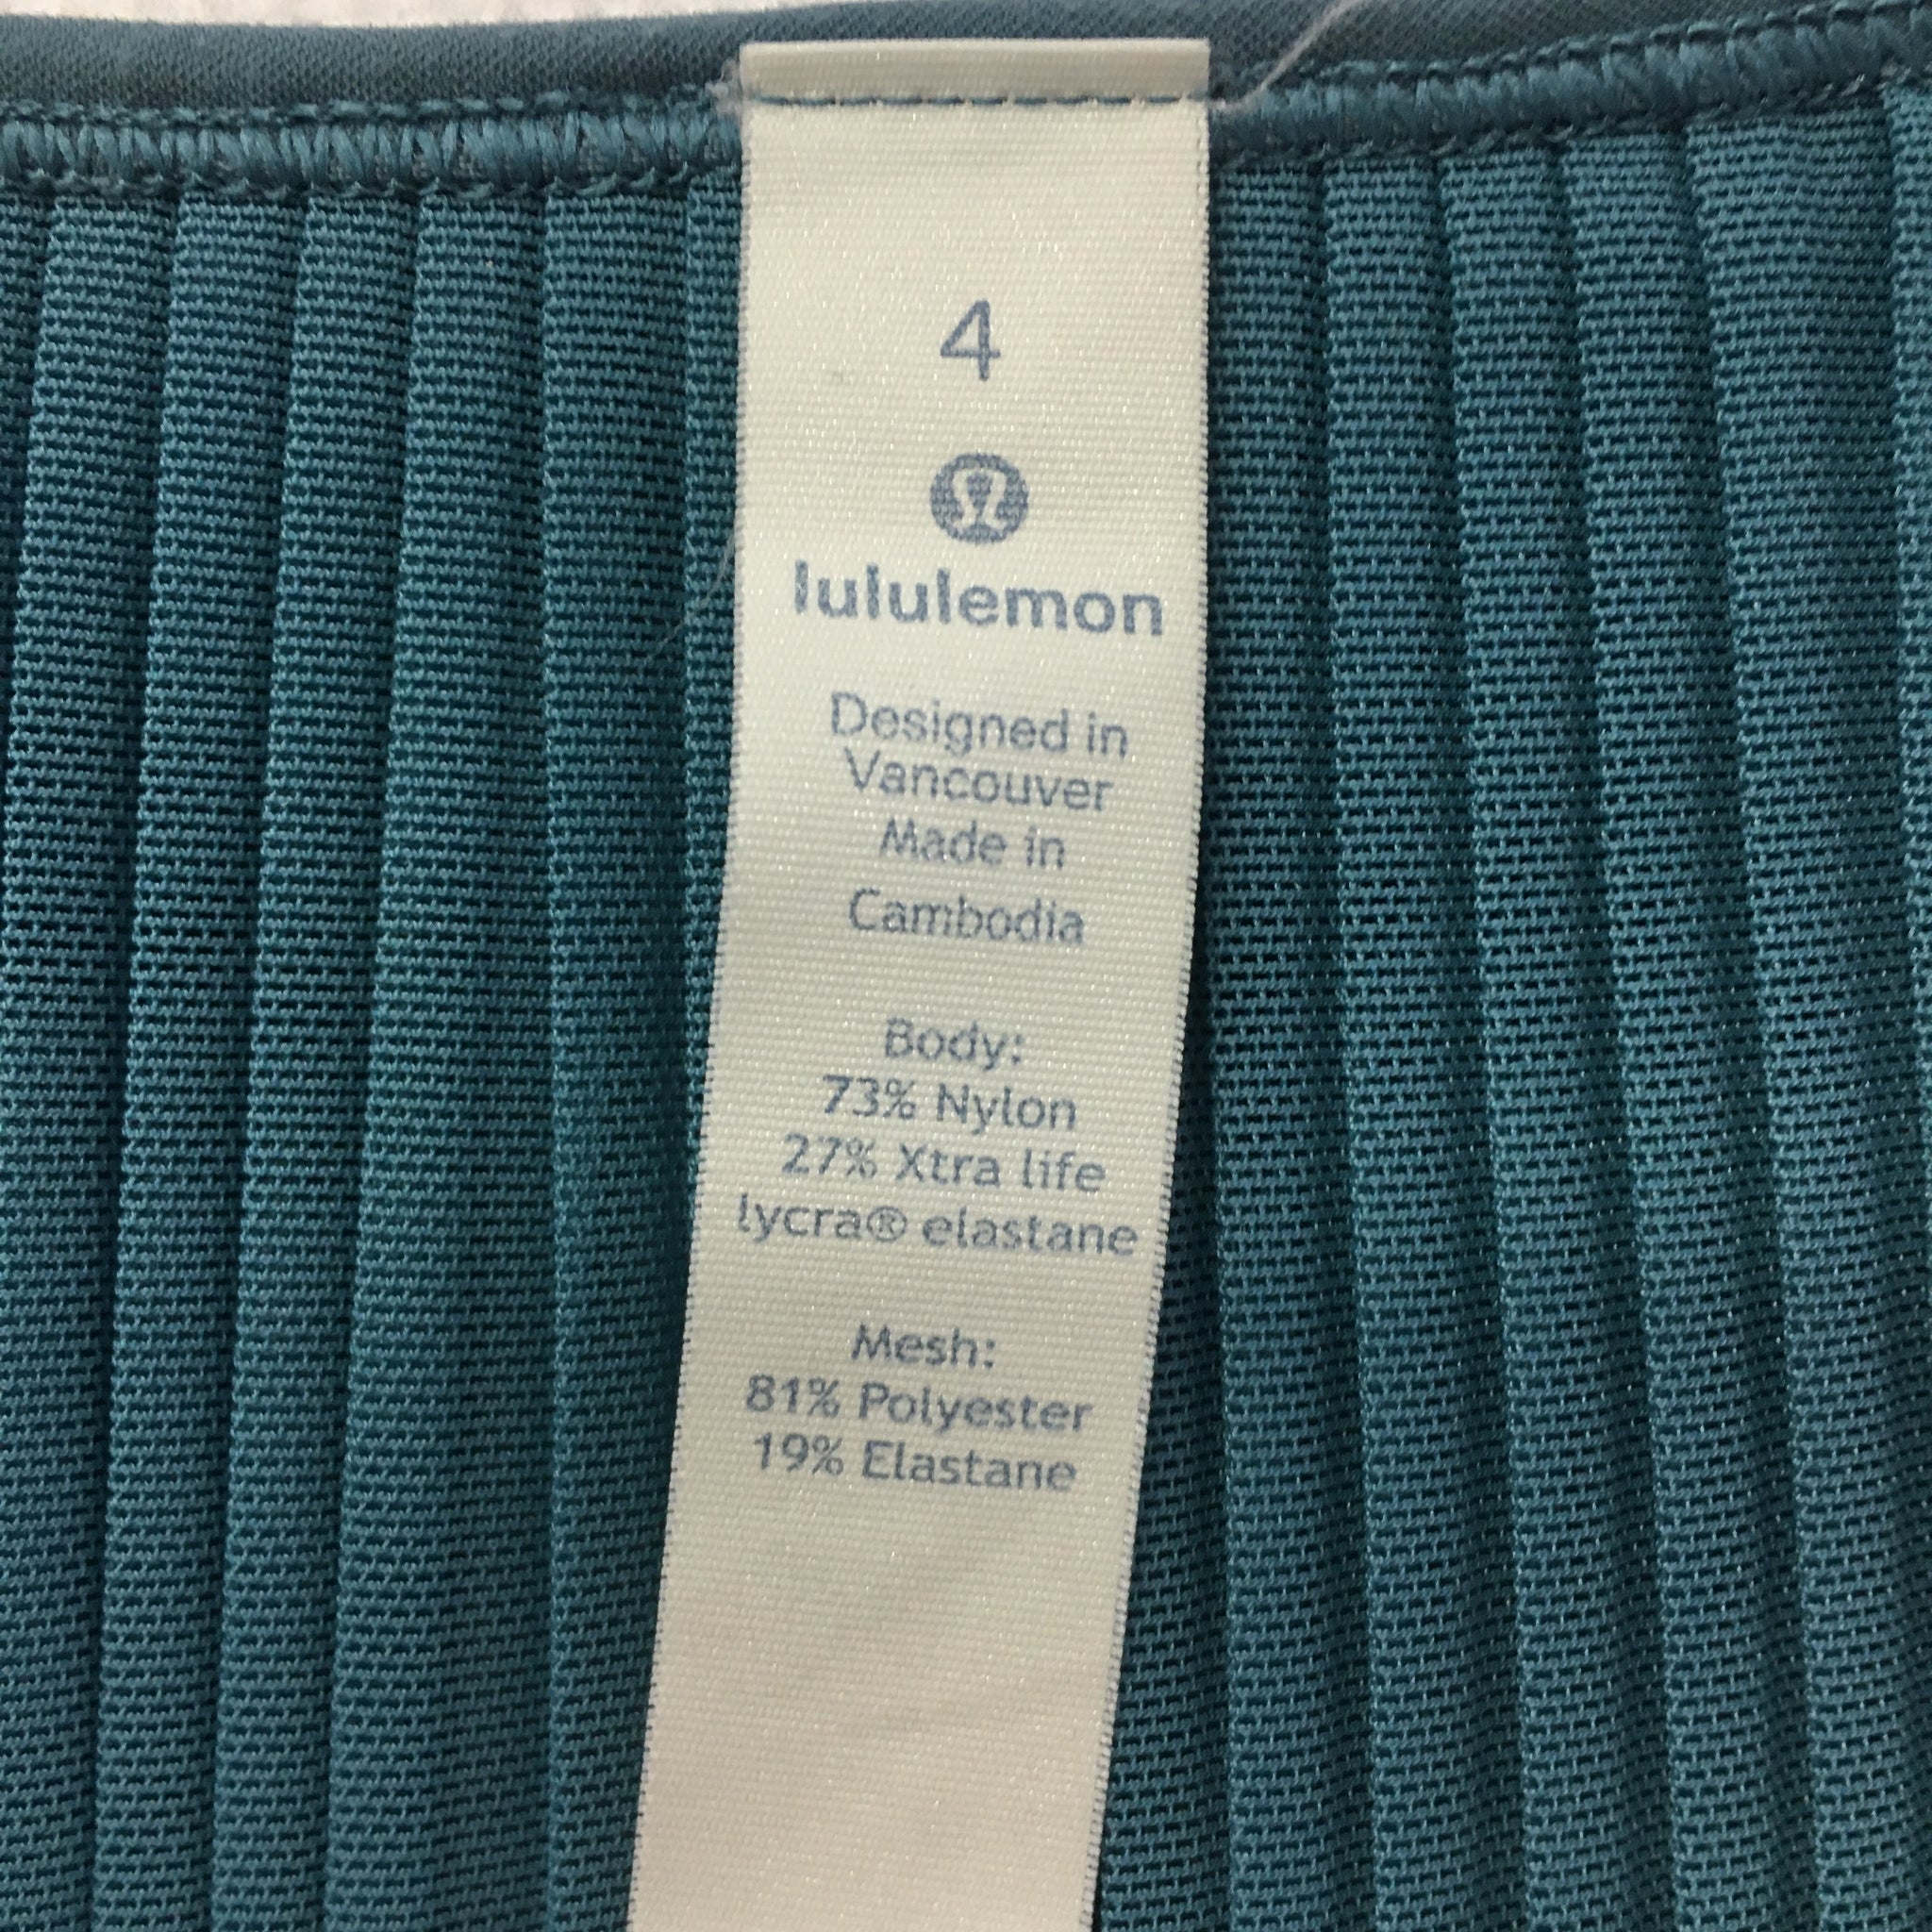 4
lululemon
Designed in
Vancouver
Made in
Cambodia
Body:
73% Nylon
27% Xtra life
lycra® elastane
Mesh:
81% Polyester
19% Elastane